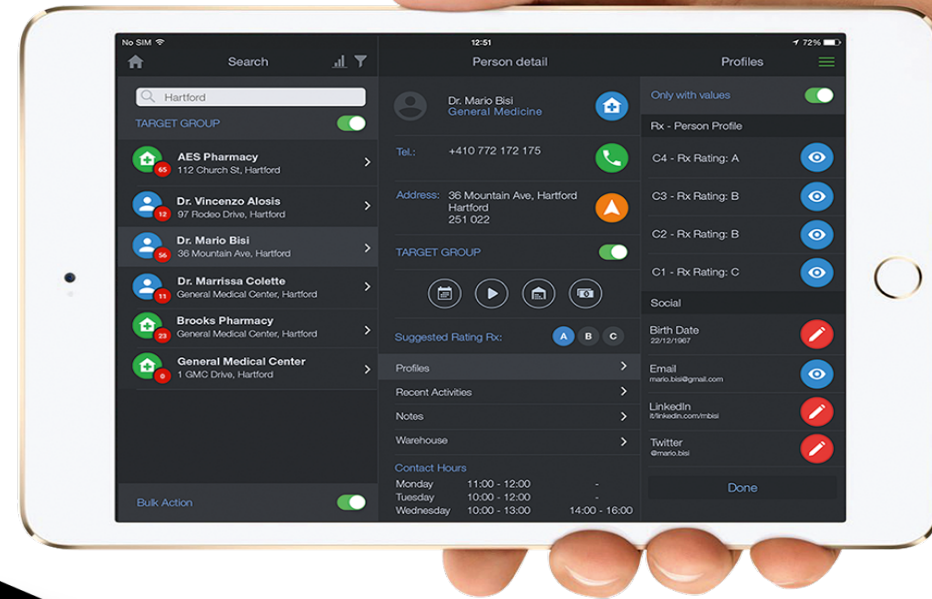 No SIM
12:51
72%
Search
Person detail
Profiles
Hartford
TARGET GROUP
AES Pharmacy
112 Church St, Hartford
65
Dr. Vincenzo Alosis
97 Rodeo Drive, Hartford
12
Dr. Mario Bisi
36 Mountain Ave, Hartford
56
Dr. Marrissa Colette
General Medical Center, Hartford
11
Brooks Pharmacy
General Medical Center, Hartford
23
General Medical Center
1 GMC Drive, Hartford
0
Bulk Action
Dr. Mario Bisi
General Medicine
Tel.: +410 772 172 175
Address: 36 Mountain Ave, Hartford
Hartford
251 022
TARGET GROUP
Suggested Rating Rx: A B C
Profiles
Recent Activities
Notes
Warehouse
Contact Hours
Monday 11:00 - 12:00 -
Tuesday 10:00 - 12:00 -
Wednesday 10:00 - 13:00 14:00 - 16:00
Only with values
Rx - Person Profile
C4 - Rx Rating: A
C3 - Rx Rating: B
C2 - Rx Rating: B
C1 - Rx Rating: C
Social
Birth Date
22/12/1967
Email
mario.bisi@gmail.com
LinkedIn
it/linkedin.com/mbisi
Twitter
@mario.bisi
Done